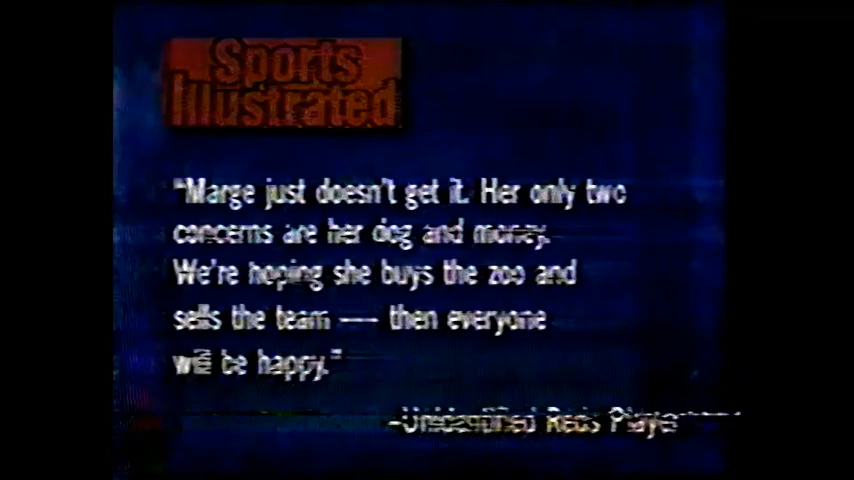 Sports
Illustrated
"Marge just doesn't get it. Her only two
concerns are her dog and money.
We're hoping she buys the zoo and
sells the team — then everyone
will be happy."
-Unidentified Reds Player